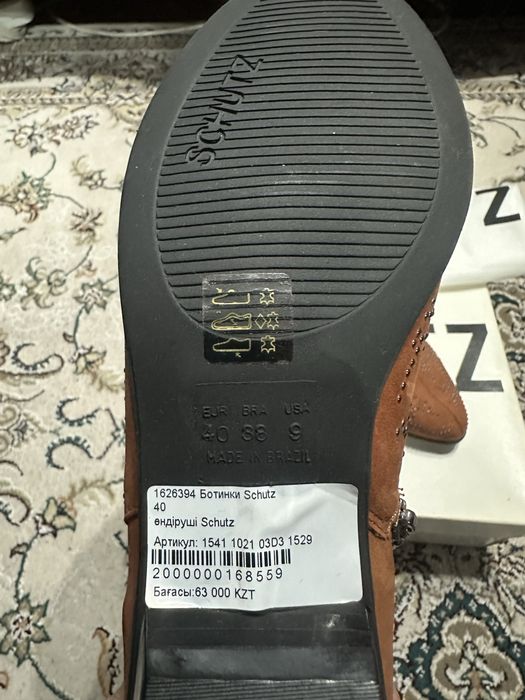 SCHUTZ
Z
TZ
EUR BRA USA
40 38 9
MADE IN BRAZIL
1626394 Ботинки Schutz
40
өндіруші Schutz
Артикул: 1541 1021 03D3 1529
2000000168559
Бағасы:63 000 KZT